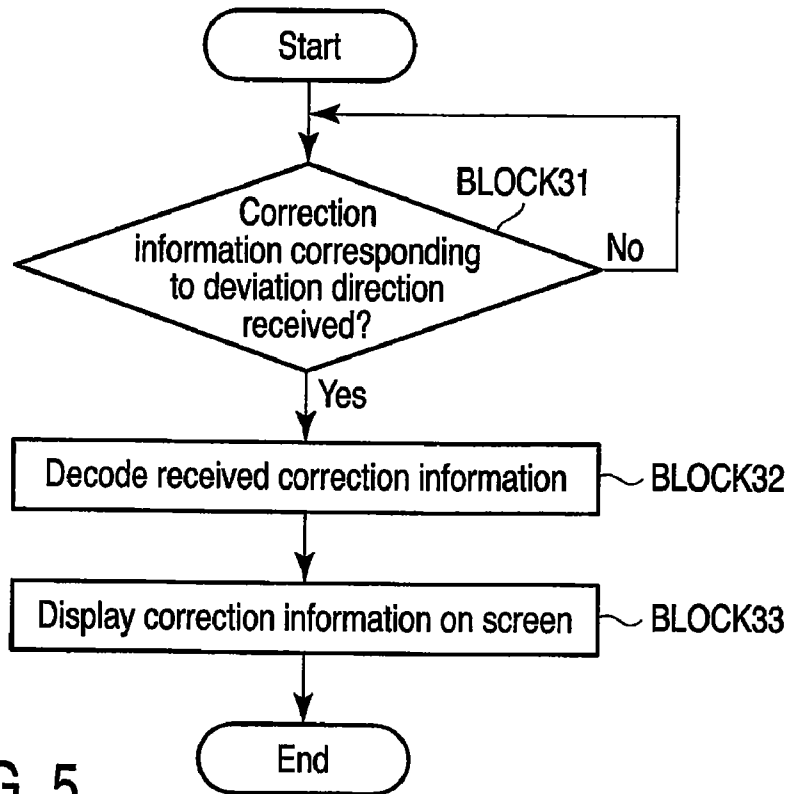 Start
BLOCK31
Correction
information corresponding
to deviation direction
received?
No
Yes
Decode received correction information
BLOCK32
Display correction information on screen
BLOCK33
End
G. 5